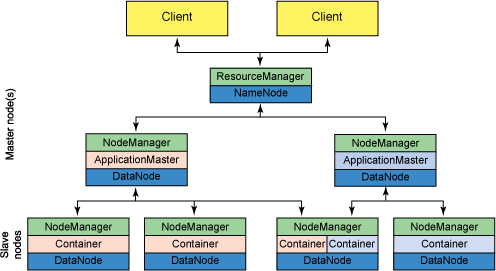 Client
Client
Master node(s)
ResourceManager
NameNode
NodeManager
ApplicationMaster
DataNode
NodeManager
ApplicationMaster
DataNode
Slave
nodes
NodeManager
Container
DataNode
NodeManager
Container
DataNode
NodeManager
Container Container
DataNode
NodeManager
Container
DataNode